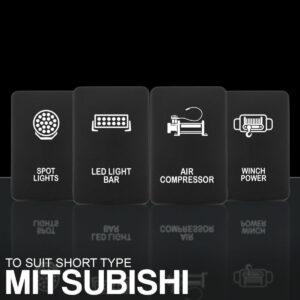 SPOT
LIGHTS
LED LIGHT
BAR
AIR
COMPRESSOR
WINCH
POWER
TO SUIT SHORT TYPE
MITSUBISHI